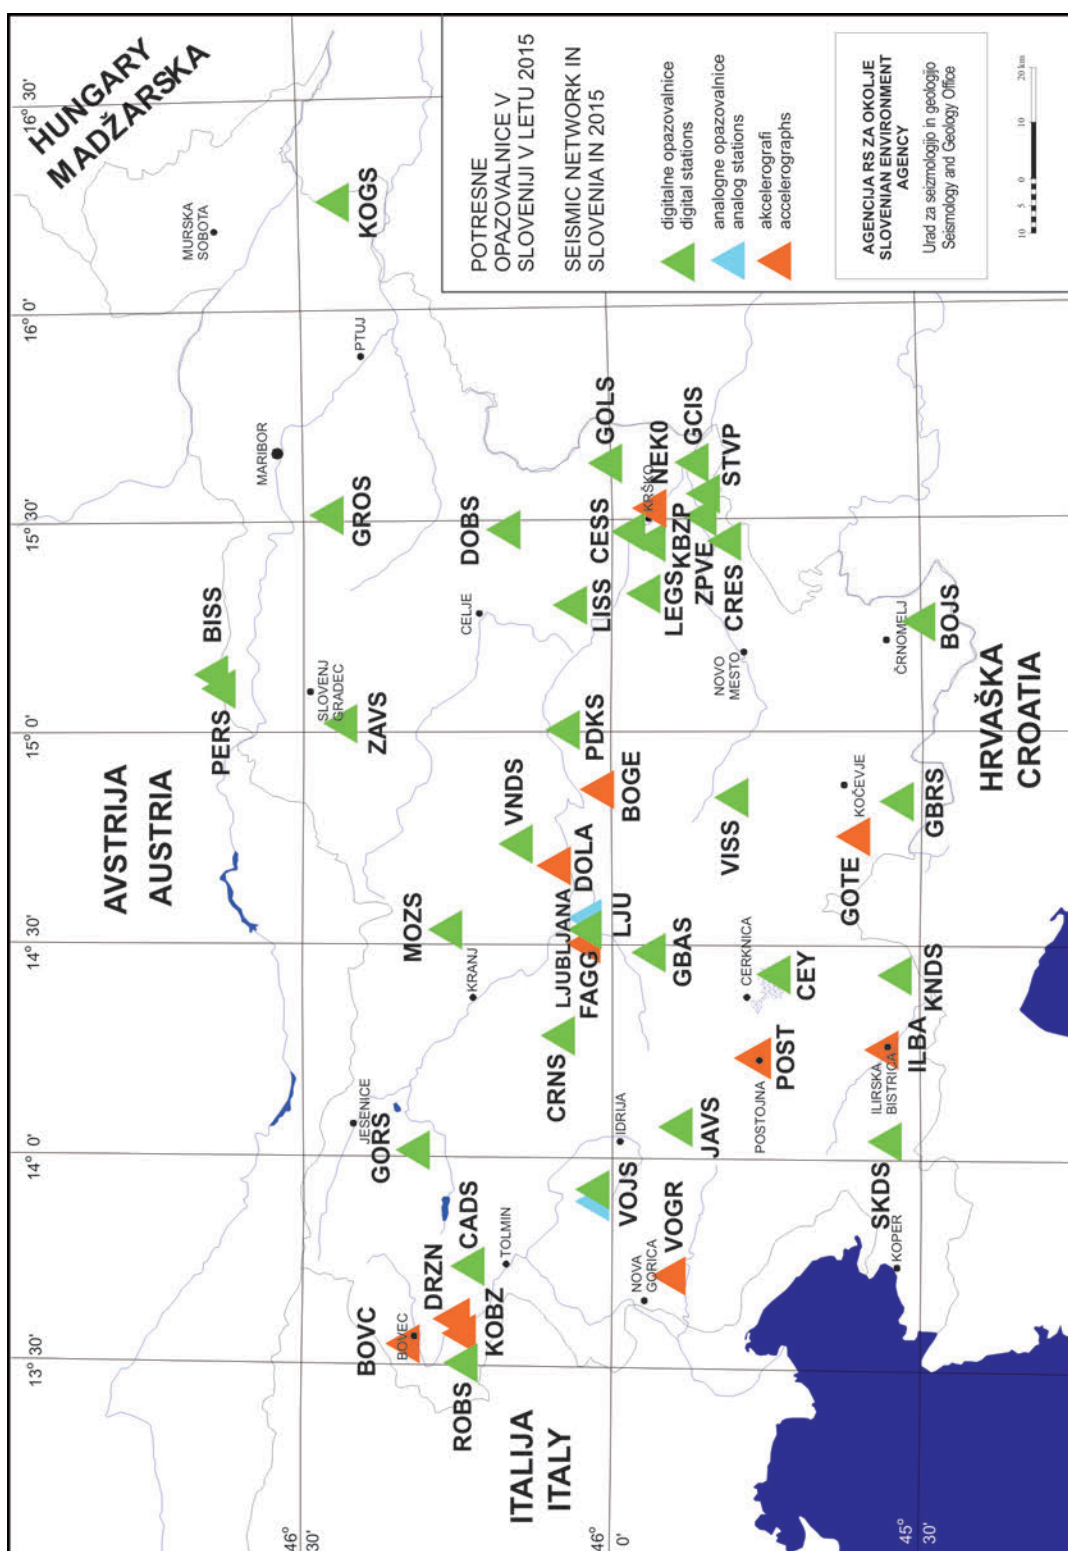 13° 30'
14° 0'
14° 30'
15° 0'
15° 30'
16° 0'
16° 30'
46° 30'
46° 0'
45° 30'
AVSTRIJA
AUSTRIA
HUNGARY
MADŽARSKA
ITALIJA
ITALY
HRVAŠKA
CROATIA
PERS
BISS
MURSKA
SOBOTA
MARIBOR
SLOVENJ
GRADEC
KOGS
GROS
ZAVS
PTUJ
JESENICE
GORS
BOVC
BOVEC
MOZS
KRANJ
DRZN
CADS
ROBS
KOBZ
TOLMIN
CELJE
DOBS
VNDS
CRNS
LJUBLJANA
FAGG
DOLA
LJU
PDKS
BOGE
LISS
CESS
GOLS
VOJS
IDRIJA
NOVA
GORICA
VOGR
JAVS
GBAS
LEGS
KRŠKO
NEK0
KBZP
GCIS
ZPVE
STVP
CRES
NOVO
MESTO
VISS
CERKNICA
CEY
POSTOJNA
POST
GOTE
KOČEVJE
GBRS
ČRNOMELJ
BOJS
SKDS
KOPER
ILIRSKA
BISTRICA
ILBA
KNDS
POTRESNE
OPAZOVALNICE V
SLOVENIJI V LETU 2015
SEISMIC NETWORK IN
SLOVENIA IN 2015
digitalne opazovalnice
digital stations
analogne opazovalnice
analog stations
akcelerografi
accelerographs
AGENCIJA RS ZA OKOLJE
SLOVENIAN ENVIRONMENT
AGENCY
Urad za seizmologijo in geologijo
Seismology and Geology Office
10 5 0 10 20 km